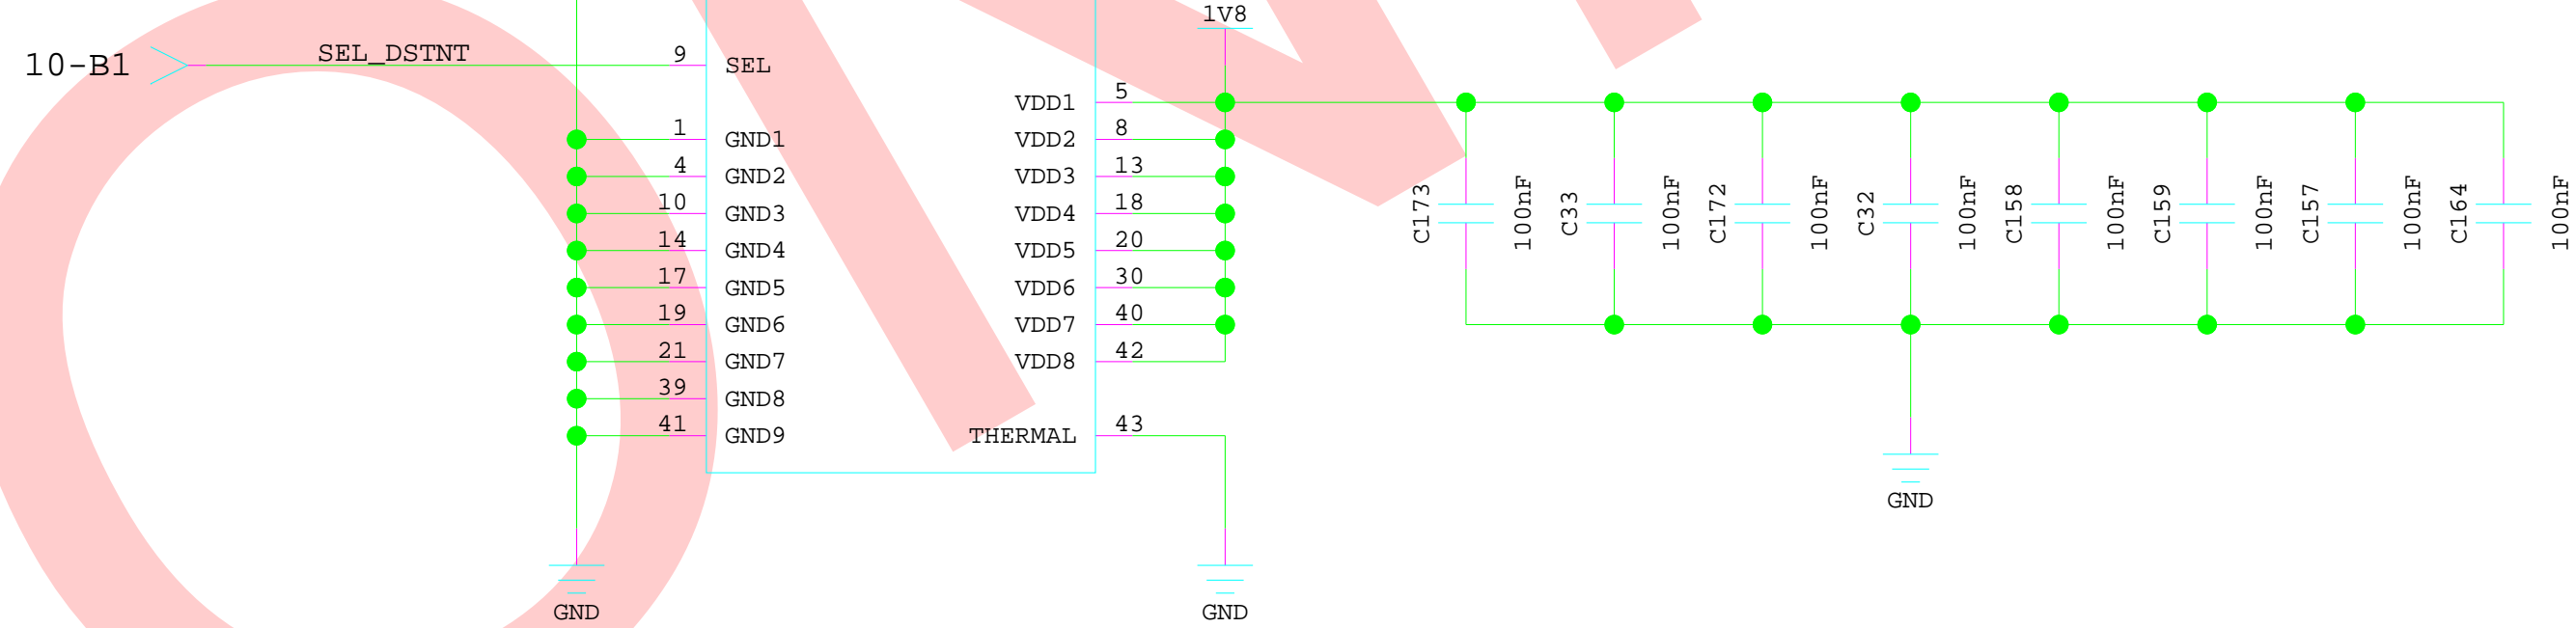 1V8
10-B1
SEL_DSTNT
9
SEL
VDD1
5
1
GND1
VDD2
8
4
GND2
VDD3
13
10
GND3
VDD4
18
14
GND4
VDD5
20
17
GND5
VDD6
30
19
GND6
VDD7
40
21
GND7
VDD8
42
39
GND8
41
GND9
THERMAL
43
C173
100nF
C33
100nF
C172
100nF
C32
100nF
C158
100nF
C159
100nF
C157
100nF
C164
100nF
GND
GND
GND